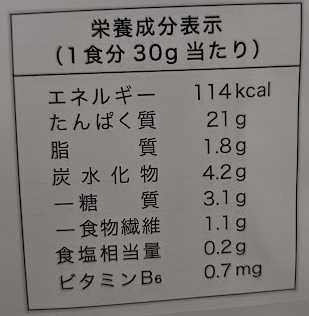 栄養成分表示
(1食分 30g 当たり)
エネルギー 114kcal
たんぱく質 21g
脂質 1.8g
炭水化物 4.2g
―糖質 3.1g
―食物繊維 1.1g
食塩相当量 0.2g
ビタミンB6 0.7mg